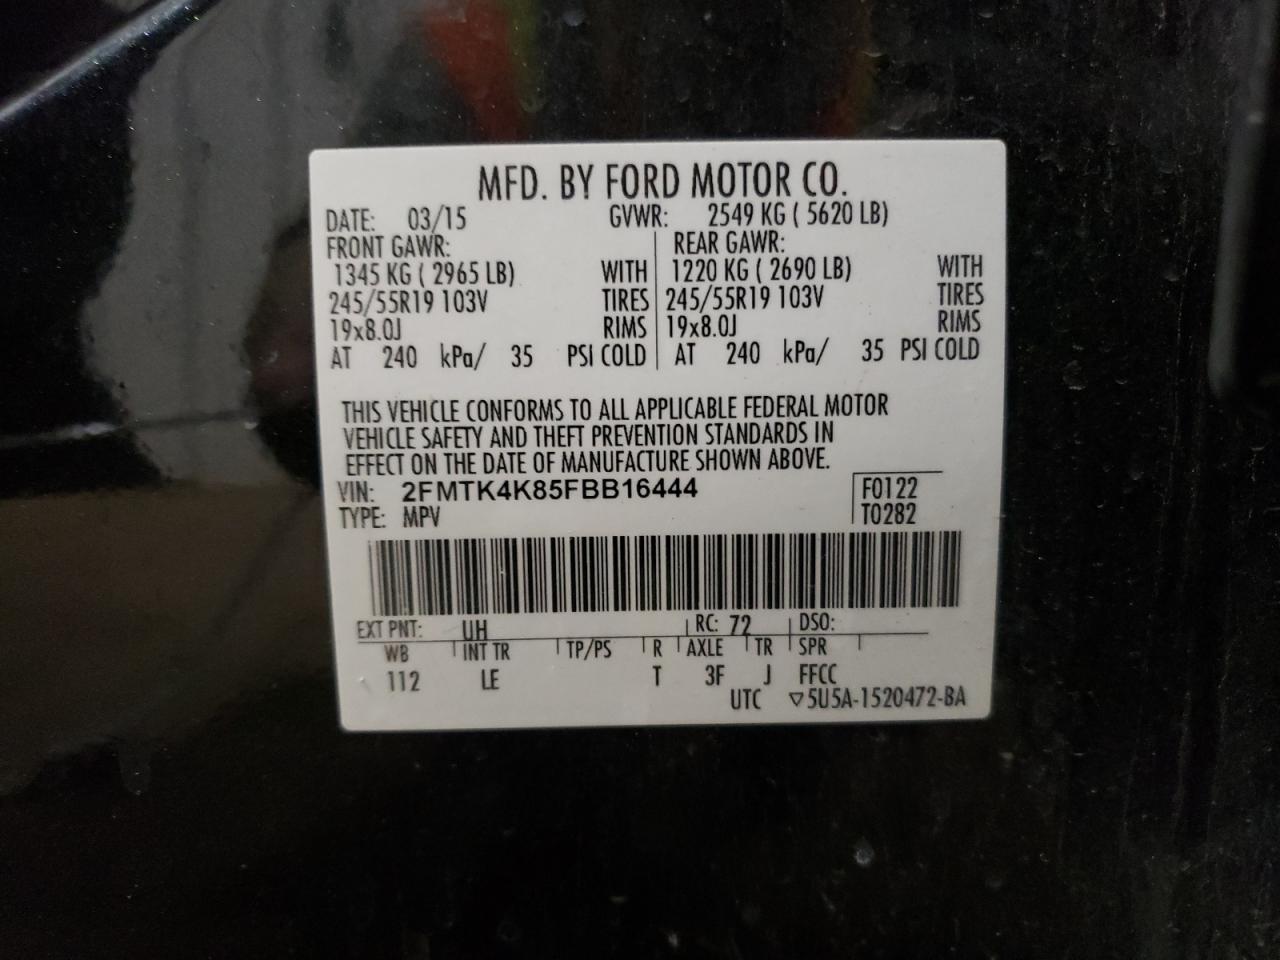 MFD. BY FORD MOTOR CO.
DATE: 03/15 GVWR: 2549 KG ( 5620 LB)
FRONT GAWR: REAR GAWR:
1345 KG ( 2965 LB) WITH 1220 KG ( 2690 LB) WITH
245/55R19 103V TIRES 245/55R19 103V TIRES
19x8.0J RIMS 19x8.0J RIMS
AT 240 kPa/ 35 PSI COLD AT 240 kPa/ 35 PSI COLD
THIS VEHICLE CONFORMS TO ALL APPLICABLE FEDERAL MOTOR
VEHICLE SAFETY AND THEFT PREVENTION STANDARDS IN
EFFECT ON THE DATE OF MANUFACTURE SHOWN ABOVE.
VIN: 2FMTK4K85FBB16444 F0122
TYPE: MPV T0282
EXT PNT: UH RC: 72 DSO:
WB INT TR TP/PS R AXLE TR SPR
112 LE T 3F J FFCC
UTC ▽5U5A-1520472-BA